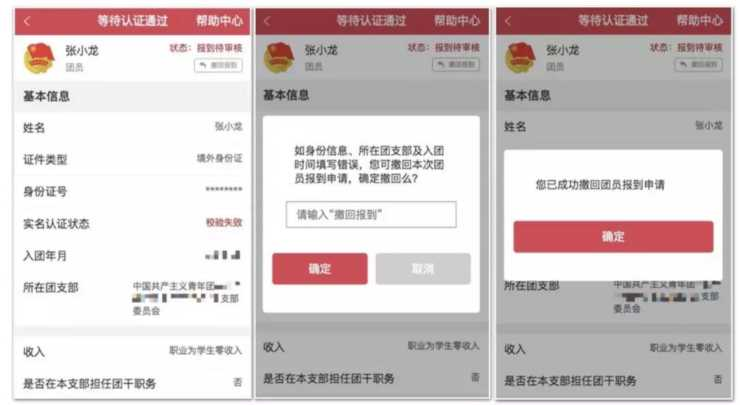 等待认证通过
帮助中心
张小龙
状态：报到待审核
团员
撤回报到
基本信息
姓名
张小龙
证件类型
境外身份证
身份证号
********
实名认证状态
校验失败
入团年月
所在团支部
中国共产主义青年团
支部
委员会
收入
职业为学生零收入
是否在本支部担任团干职务
否
等待认证通过
帮助中心
张小龙
状态：报到待审核
团员
撤回报到
基本信息
如身份信息、所在团支部及入团
时间填写错误，您可撤回本次团
员报到申请，确定撤回么？
请输入“撤回报到”
确定
取消
收入
职业为学生零收入
是否在本支部担任团干职务
否
等待认证通过
帮助中心
张小龙
状态：报到待审核
团员
撤回报到
基本信息
姓名
张小龙
您已成功撤回团员报到申请
确定
所在团支部
中国共产主义青年团
支部
委员会
收入
职业为学生零收入
是否在本支部担任团干职务
否